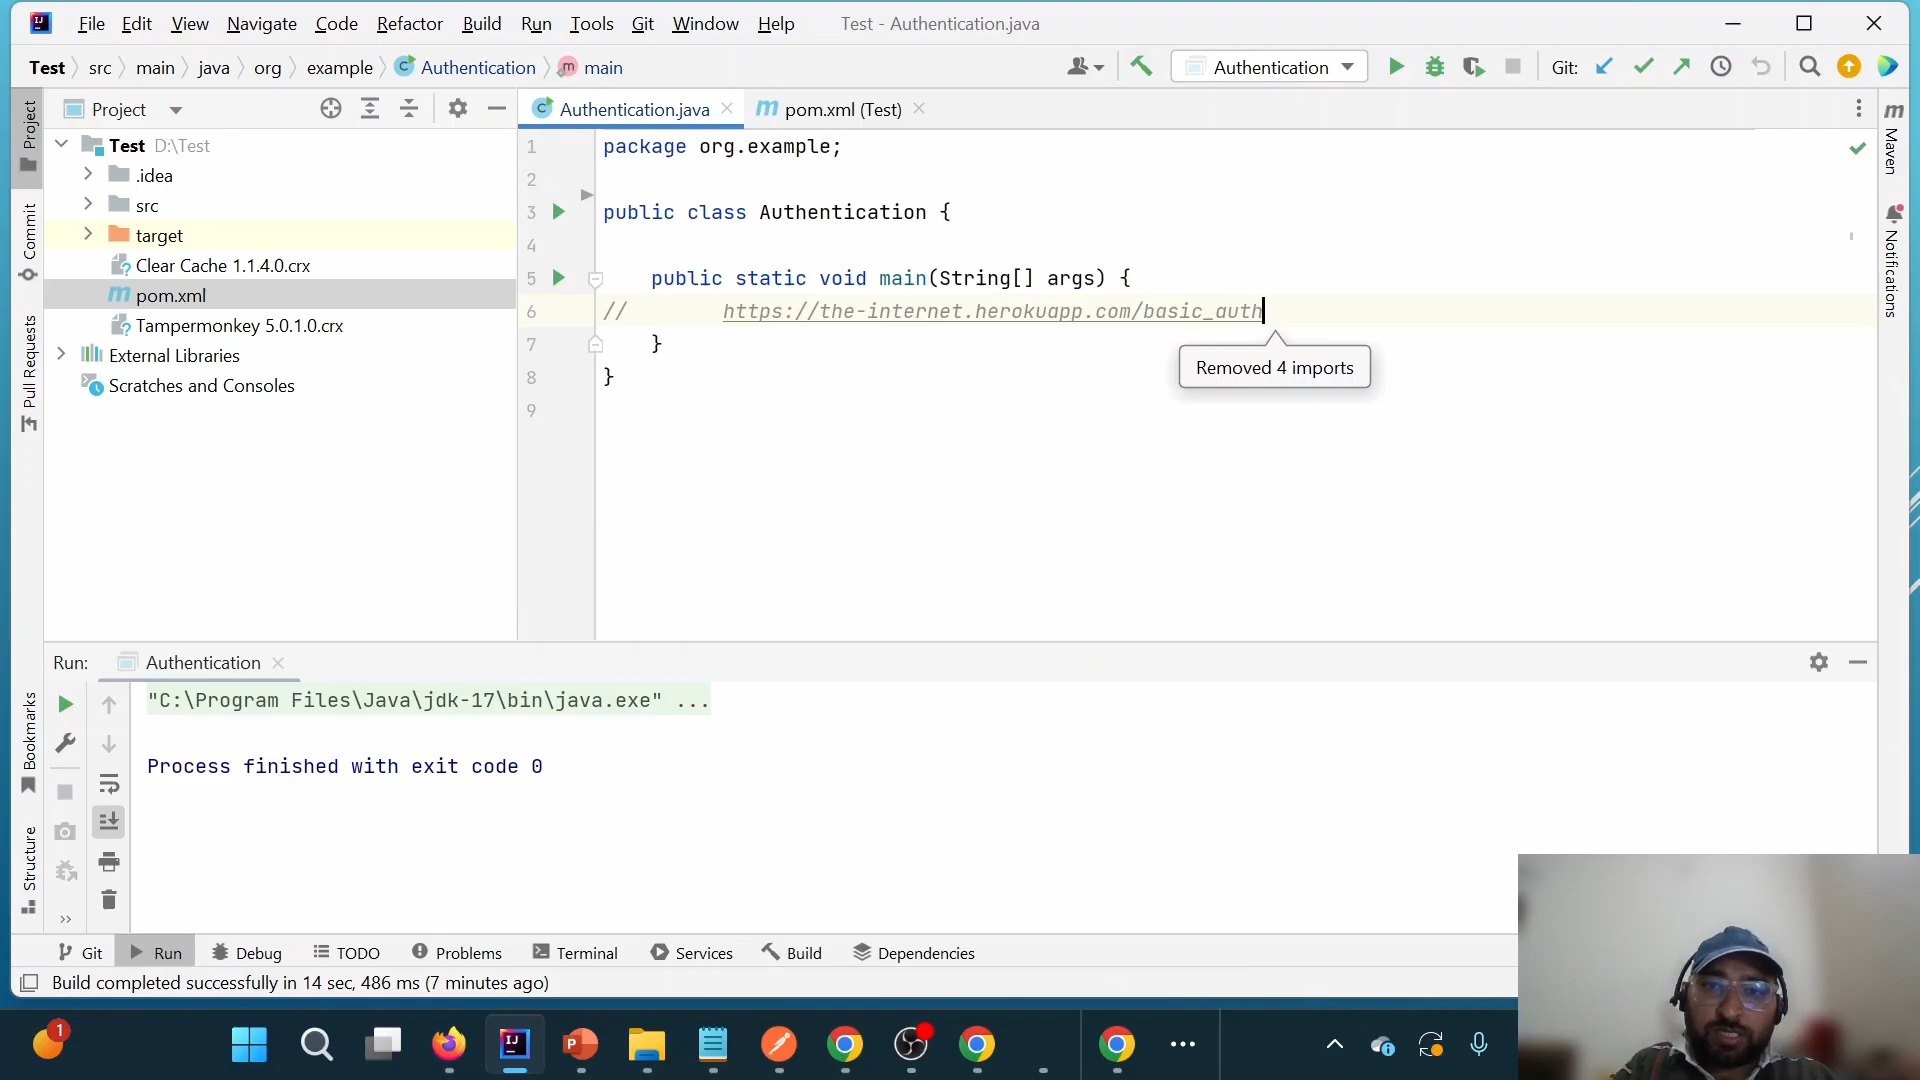 File Edit View Navigate Code Refactor Build Run Tools Git Window Help Test - Authentication.java
Test src main java org example Authentication main Authentication Git:
Project
Authentication.java pom.xml (Test)
Test D:\Test
.idea
src
target
Clear Cache 1.1.4.0.crx
pom.xml
Tampermonkey 5.0.1.0.crx
External Libraries
Scratches and Consoles
Project
Commit
Pull Requests
Bookmarks
Structure
1 package org.example;
2
3 public class Authentication {
4
5 public static void main(String[] args) {
6 // https://the-internet.herokuapp.com/basic_auth
7 }
8 }
9
Removed 4 imports
Maven
Notifications
Run: Authentication
"C:\Program Files\Java\jdk-17\bin\java.exe" ...
Process finished with exit code 0
Git Run Debug TODO Problems Terminal Services Build Dependencies
Build completed successfully in 14 sec, 486 ms (7 minutes ago)
1